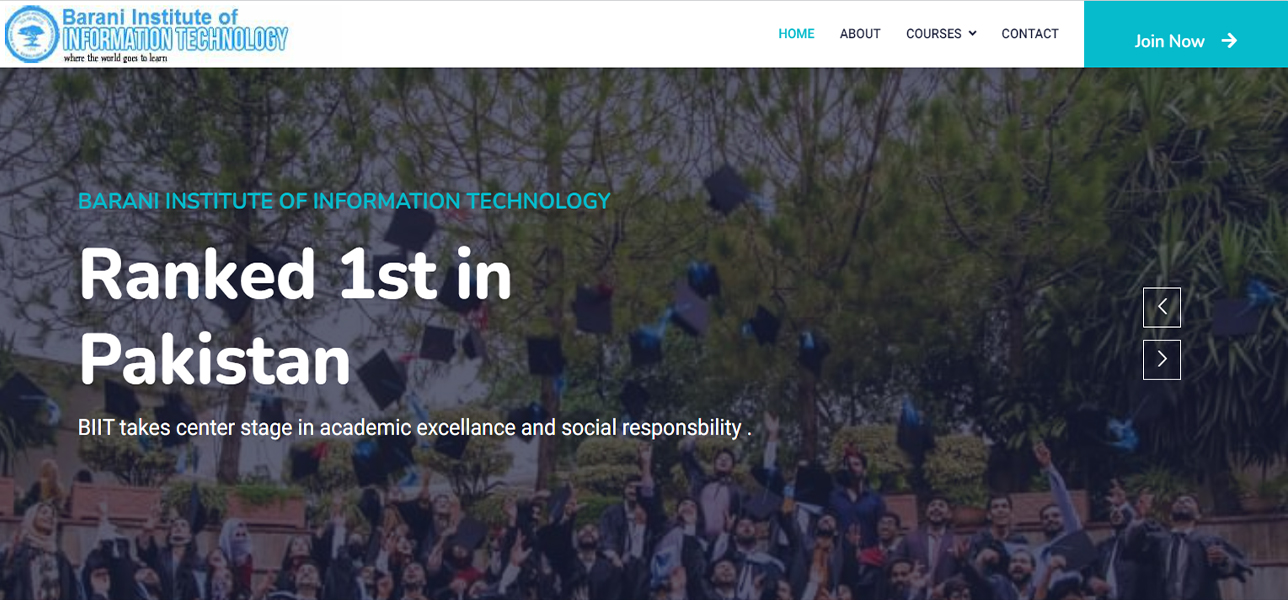 Barani Institute of
INFORMATION TECHNOLOGY
where the world goes to learn
HOME ABOUT COURSES CONTACT
Join Now
BARANI INSTITUTE OF INFORMATION TECHNOLOGY
Ranked 1st in
Pakistan
BIIT takes center stage in academic excellance and social responsbility .